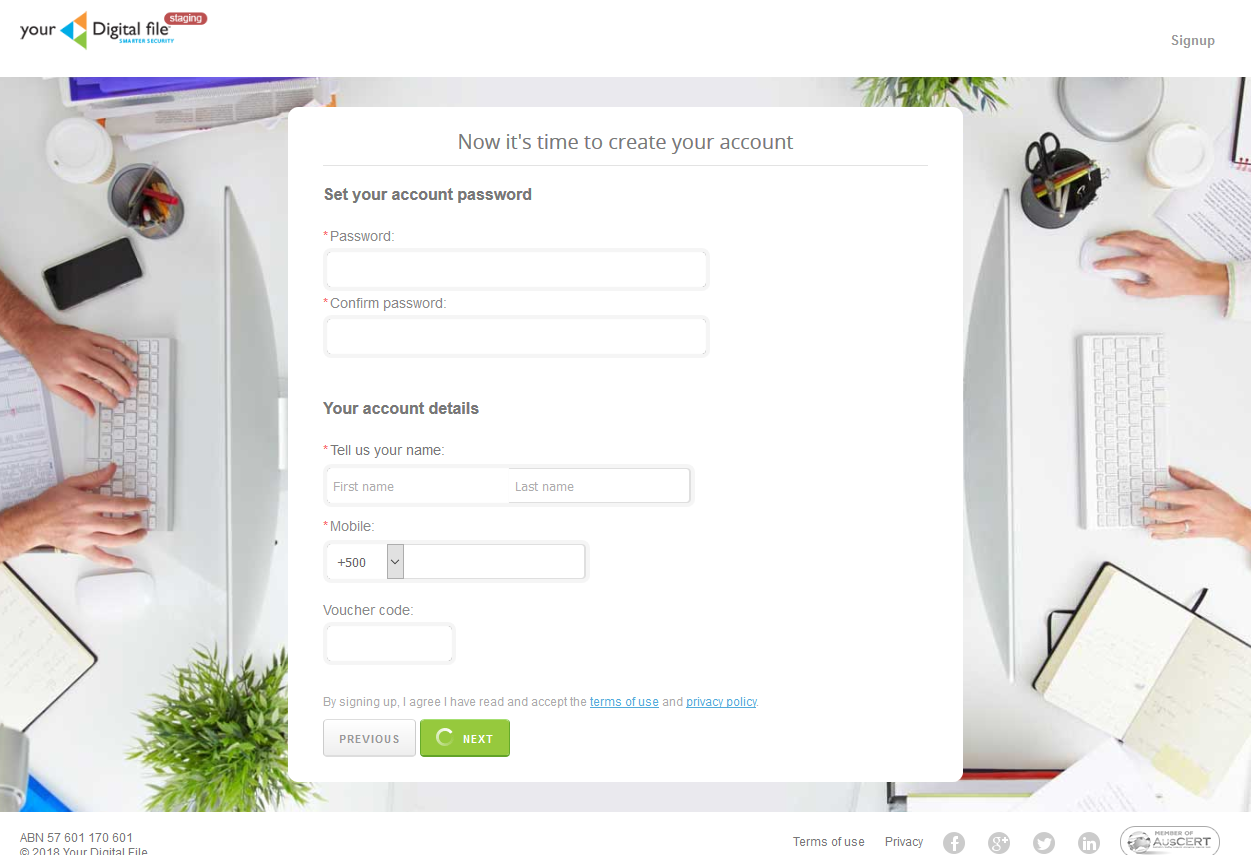 your Digital file staging
SMARTER SECURITY
Signup
Now it's time to create your account
Set your account password
*Password:
*Confirm password:
Your account details
*Tell us your name:
First name Last name
*Mobile:
+500
Voucher code:
By signing up, I agree I have read and accept the terms of use and privacy policy.
PREVIOUS NEXT
ABN 57 601 170 601
Terms of use Privacy
MEMBER OF
AusCERT
© 2018 Your Digital File